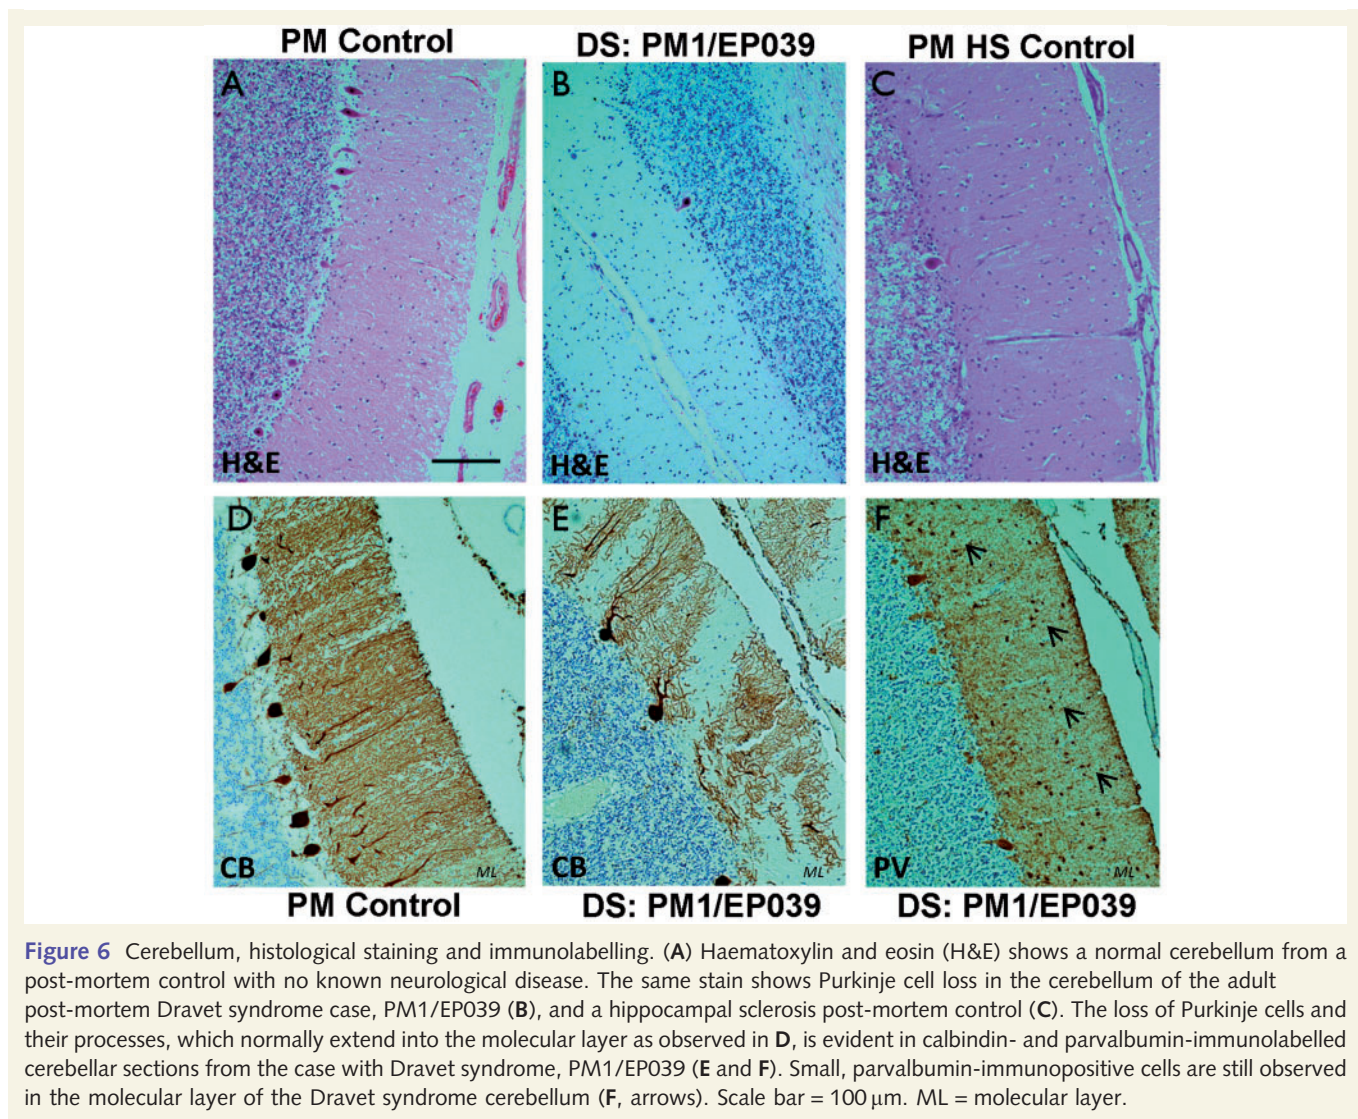 PM Control
DS: PM1/EP039
PM HS Control
A
B
C
H&E
H&E
H&E
D
E
F
CB
ML
CB
ML
PV
ML
PM Control
DS: PM1/EP039
DS: PM1/EP039
Figure 6 Cerebellum, histological staining and immunolabelling. (A) Haematoxylin and eosin (H&E) shows a normal cerebellum from a
post-mortem control with no known neurological disease. The same stain shows Purkinje cell loss in the cerebellum of the adult
post-mortem Dravet syndrome case, PM1/EP039 (B), and a hippocampal sclerosis post-mortem control (C). The loss of Purkinje cells and
their processes, which normally extend into the molecular layer as observed in D, is evident in calbindin- and parvalbumin-immunolabelled
cerebellar sections from the case with Dravet syndrome, PM1/EP039 (E and F). Small, parvalbumin-immunopositive cells are still observed
in the molecular layer of the Dravet syndrome cerebellum (F, arrows). Scale bar = 100 μm. ML = molecular layer.